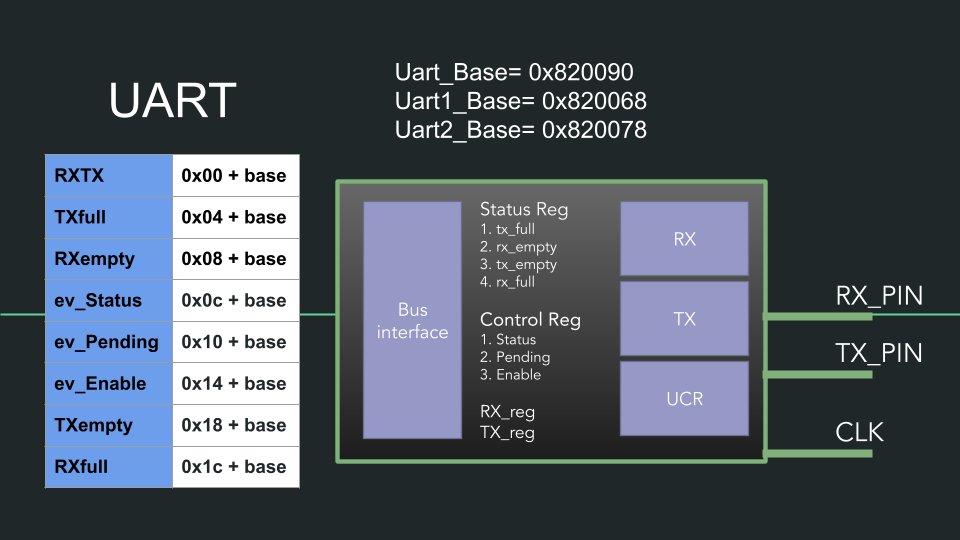 UART
Uart_Base= 0x820090
Uart1_Base= 0x820068
Uart2_Base= 0x820078
RXTX 0x00 + base
TXfull 0x04 + base
RXempty 0x08 + base
ev_Status 0x0c + base
ev_Pending 0x10 + base
ev_Enable 0x14 + base
TXempty 0x18 + base
RXfull 0x1c + base
Bus
interface
Status Reg
1. tx_full
2. rx_empty
3. tx_empty
4. rx_full
Control Reg
1. Status
2. Pending
3. Enable
RX_reg
TX_reg
RX
TX
UCR
RX_PIN
TX_PIN
CLK